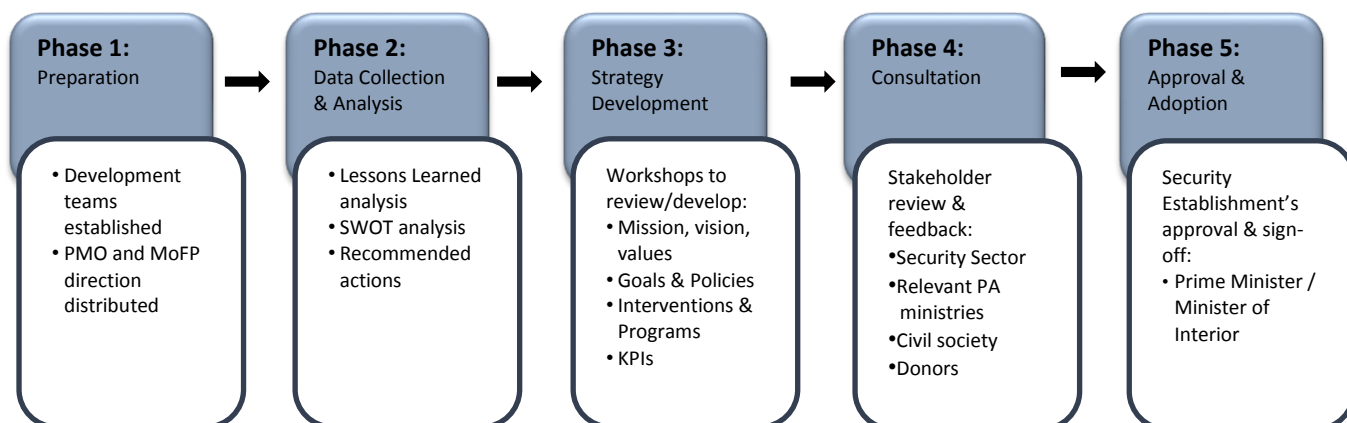 Phase 1:
Preparation
• Development
teams
established
• PMO and MoFP
direction
distributed
Phase 2:
Data Collection
& Analysis
• Lessons Learned
analysis
• SWOT analysis
• Recommended
actions
Phase 3:
Strategy
Development
Workshops to
review/develop:
• Mission, vision,
values
• Goals & Policies
• Interventions &
Programs
• KPIs
Phase 4:
Consultation
Stakeholder
review &
feedback:
•Security Sector
•Relevant PA
ministries
•Civil society
•Donors
Phase 5:
Approval &
Adoption
Security
Establishment’s
approval & sign-
off:
• Prime Minister /
Minister of
Interior